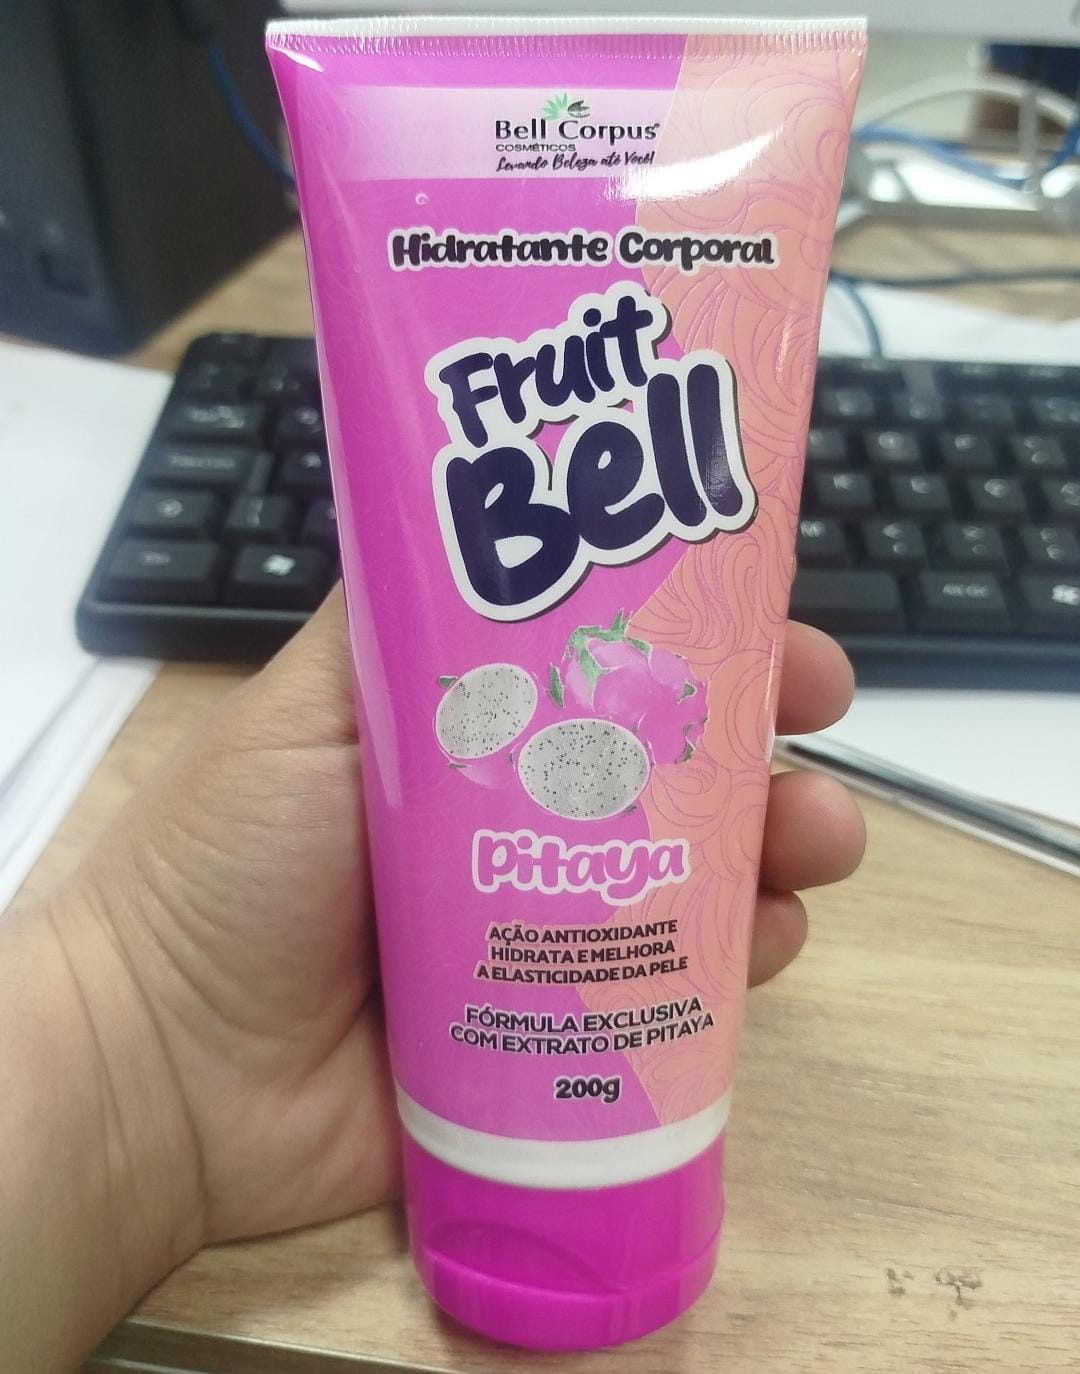 Bell Corpus
COSMÉTICOS
Levando Beleza até Você!
Hidratante Corporal
Fruit
Bell
Pitaya
AÇÃO ANTIOXIDANTE
HIDRATA E MELHORA
A ELASTICIDADE DA PELE
FÓRMULA EXCLUSIVA
COM EXTRATO DE PITAYA
200g